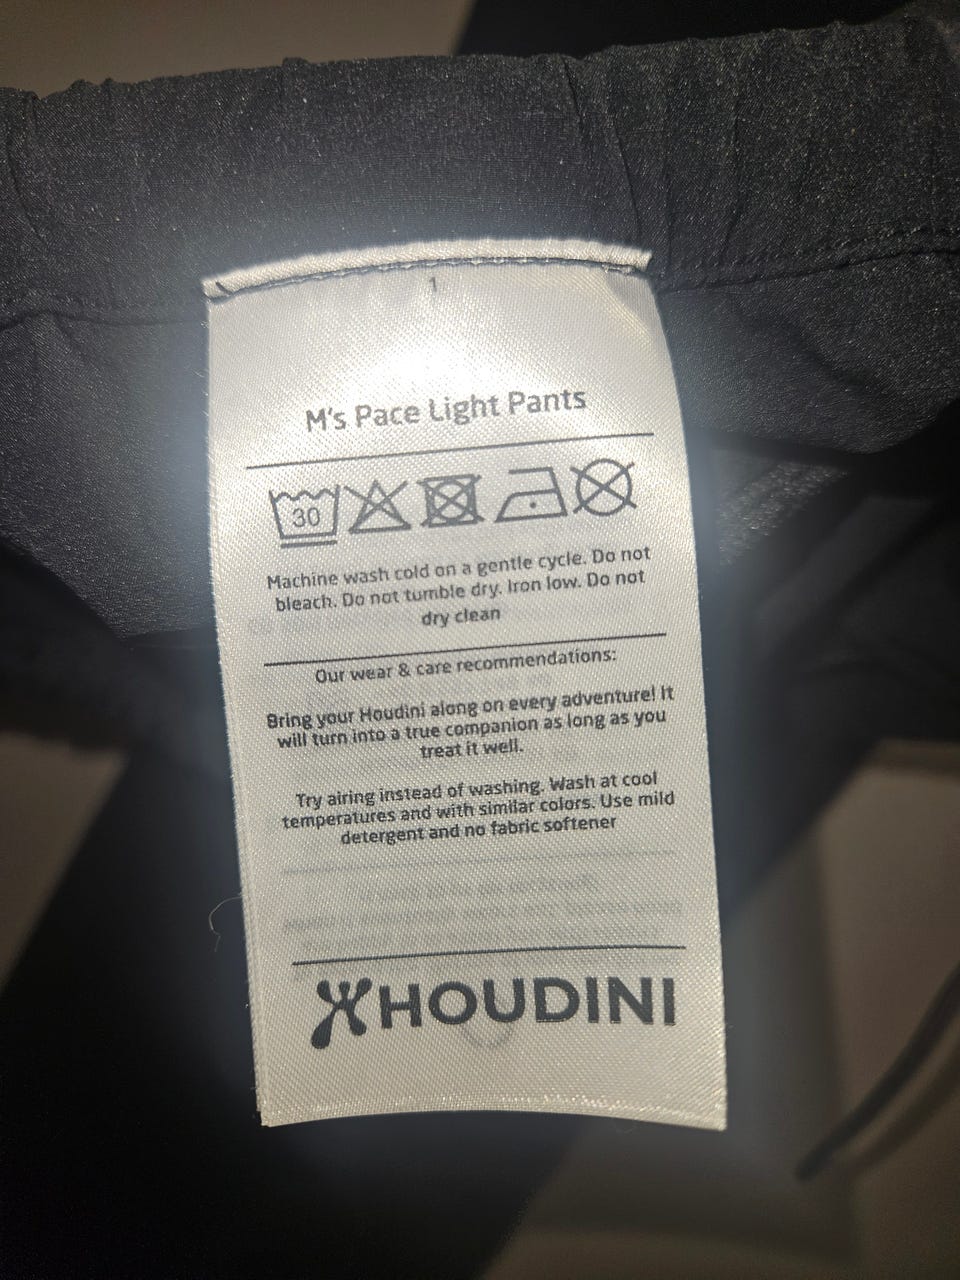 1
M's Pace Light Pants
30
Machine wash cold on a gentle cycle. Do not
bleach. Do not tumble dry. Iron low. Do not
dry clean
Our wear & care recommendations:
Bring your Houdini along on every adventure! It
will turn into a true companion as long as you
treat it well.
Try airing instead of washing. Wash at cool
temperatures and with similar colors. Use mild
detergent and no fabric softener
HOUDINI